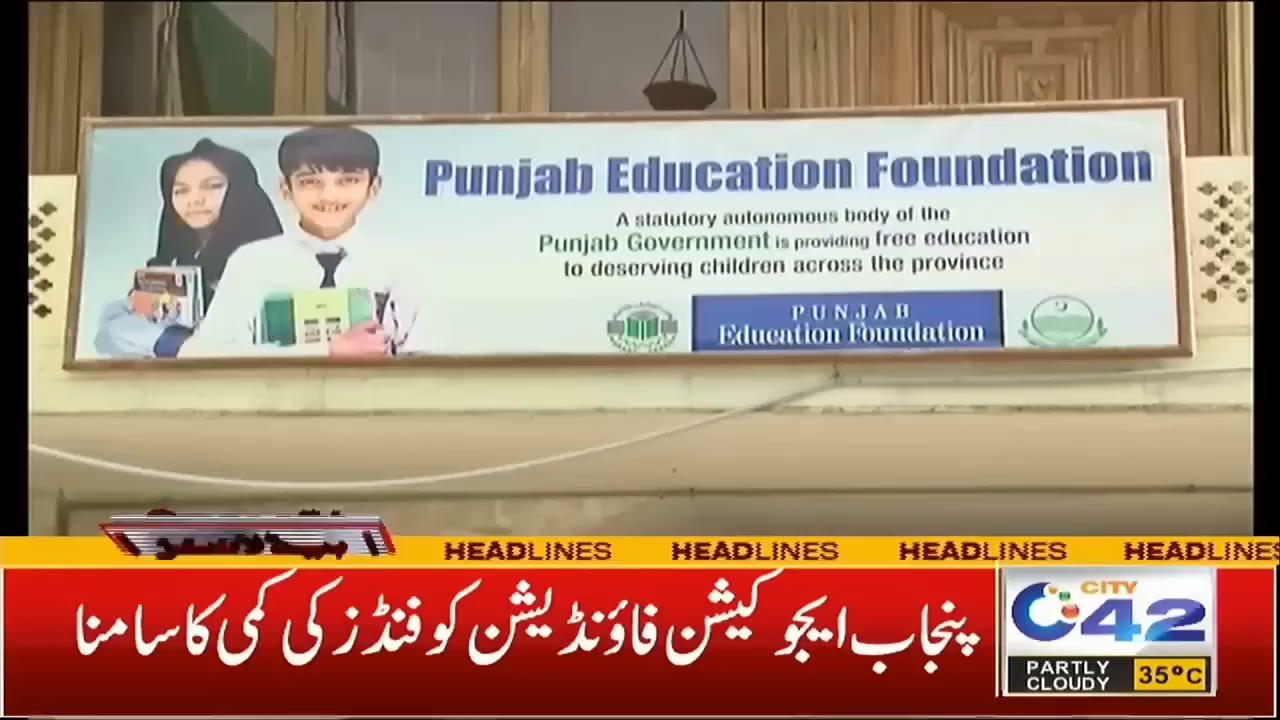 Punjab Education Foundation
A statutory autonomous body of the
Punjab Government is providing free education
to deserving children across the province
PUNJAB
Education Foundation
HEADLINES HEADLINES HEADLINES HEADLINES
پنجاب ایجوکیشن فاؤنڈیشن کو فنڈز کی کمی کا سامنا
CITY
42
PARTLY
CLOUDY
35°C